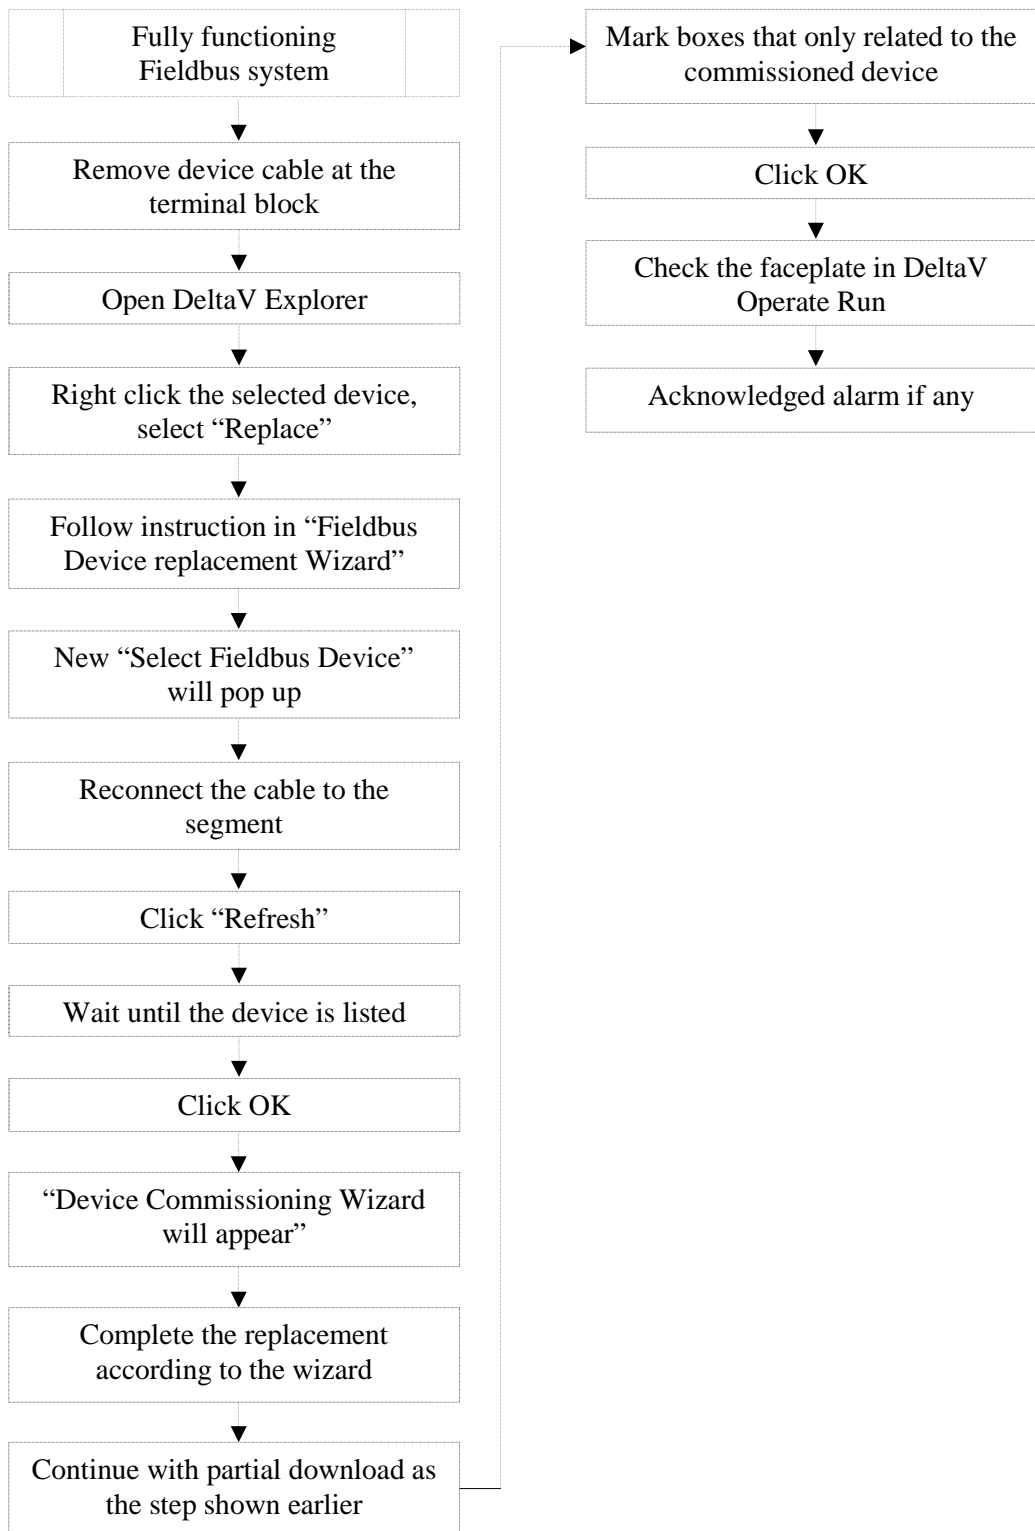 Fully functioning
Fieldbus system
Remove device cable at the
terminal block
Open DeltaV Explorer
Right click the selected device,
select “Replace”
Follow instruction in “Fieldbus
Device replacement Wizard”
New “Select Fieldbus Device”
will pop up
Reconnect the cable to the
segment
Click “Refresh”
Wait until the device is listed
Click OK
“Device Commissioning Wizard
will appear”
Complete the replacement
according to the wizard
Continue with partial download as
the step shown earlier
Mark boxes that only related to the
commissioned device
Click OK
Check the faceplate in DeltaV
Operate Run
Acknowledged alarm if any